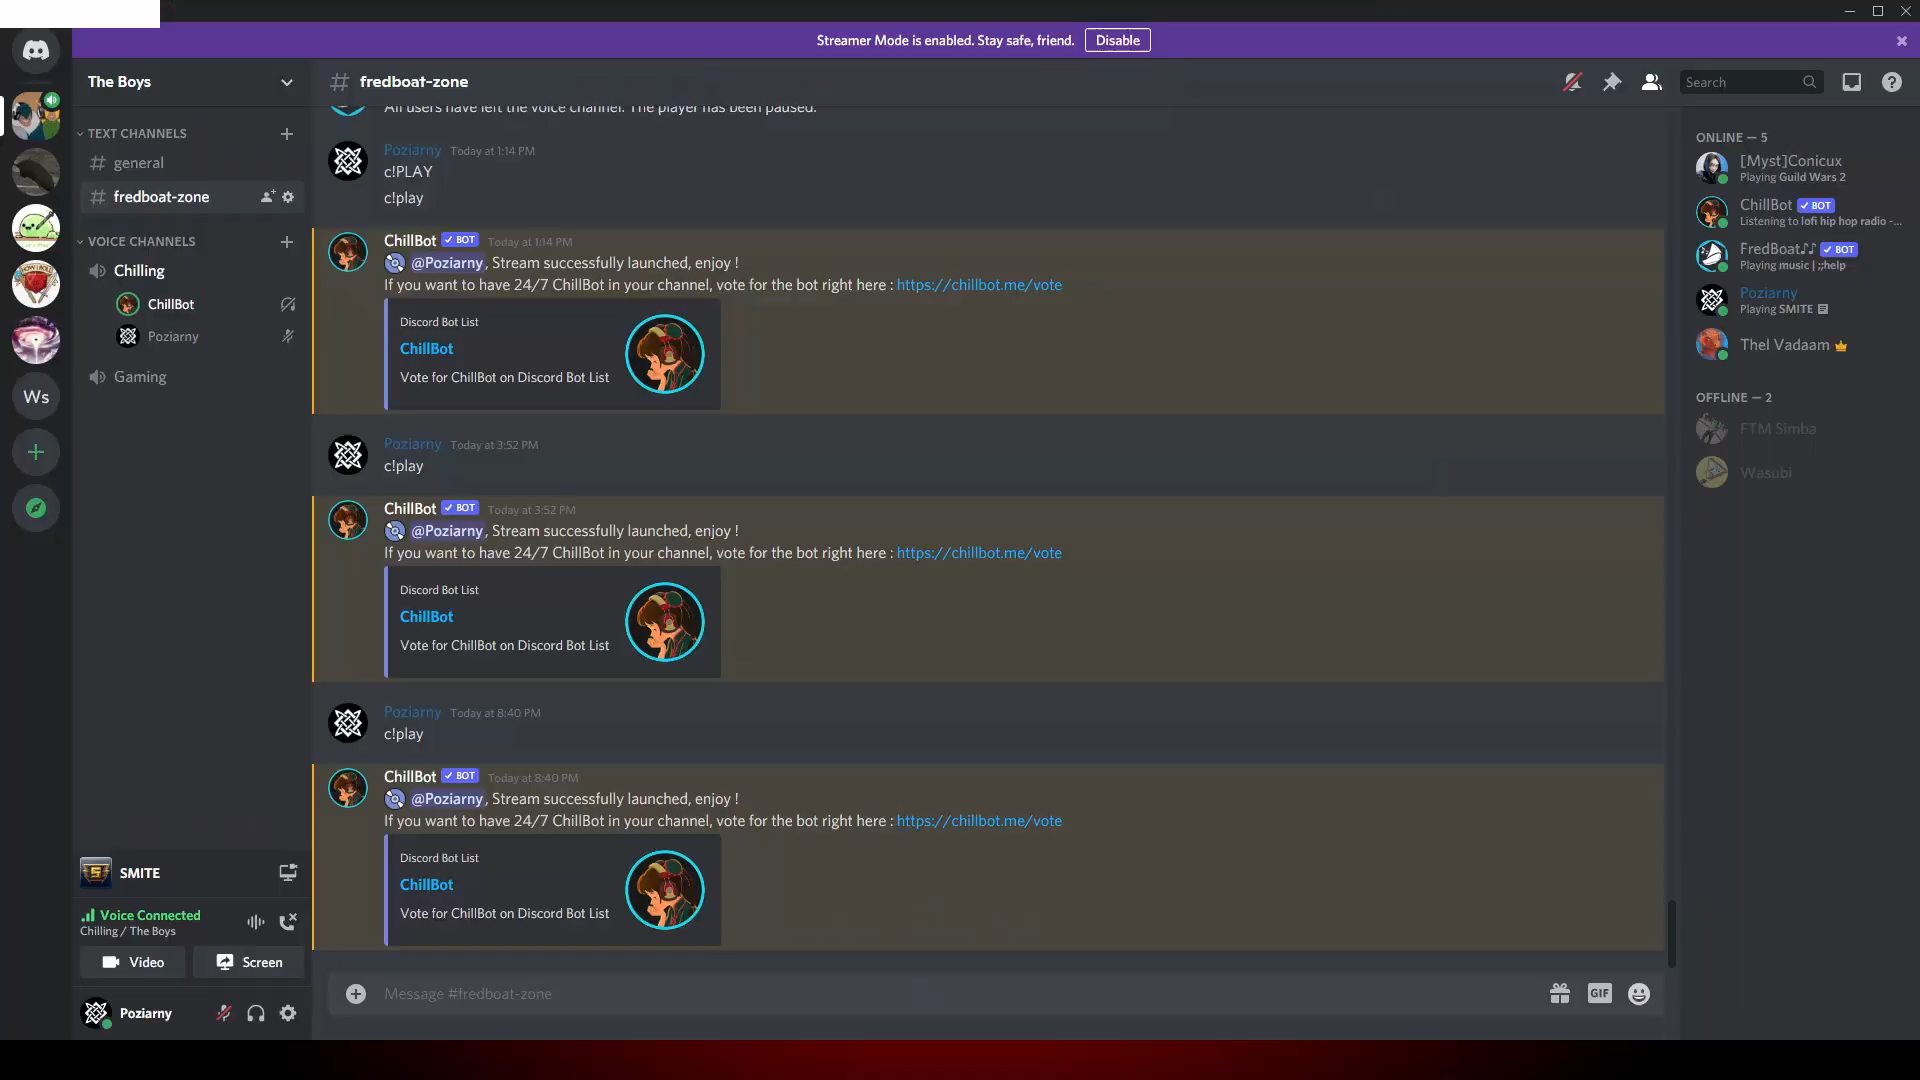 Streamer Mode is enabled. Stay safe, friend. Disable
The Boys
# fredboat-zone
Search
TEXT CHANNELS
# general
# fredboat-zone
VOICE CHANNELS
Chilling
ChillBot
Poziarny
Gaming
Ws
SMITE
Voice Connected
Chilling / The Boys
Video
Screen
Poziarny
All users have left the voice channel. The player has been paused.
Poziarny Today at 1:14 PM
c!PLAY
c!play
ChillBot BOT Today at 1:14 PM
@Poziarny, Stream successfully launched, enjoy !
If you want to have 24/7 ChillBot in your channel, vote for the bot right here : https://chillbot.me/vote
Discord Bot List
ChillBot
Vote for ChillBot on Discord Bot List
Poziarny Today at 3:52 PM
c!play
ChillBot BOT Today at 3:52 PM
@Poziarny, Stream successfully launched, enjoy !
If you want to have 24/7 ChillBot in your channel, vote for the bot right here : https://chillbot.me/vote
Discord Bot List
ChillBot
Vote for ChillBot on Discord Bot List
Poziarny Today at 8:40 PM
c!play
ChillBot BOT Today at 8:40 PM
@Poziarny, Stream successfully launched, enjoy !
If you want to have 24/7 ChillBot in your channel, vote for the bot right here : https://chillbot.me/vote
Discord Bot List
ChillBot
Vote for ChillBot on Discord Bot List
Message #fredboat-zone
GIF
ONLINE — 5
[Myst]Conicux
Playing Guild Wars 2
ChillBot BOT
Listening to lofi hip hop radio -...
FredBoat♪♪ BOT
Playing music | ;;help
Poziarny
Playing SMITE
Thel Vadaam
OFFLINE — 2
FTM Simba
Wasubi